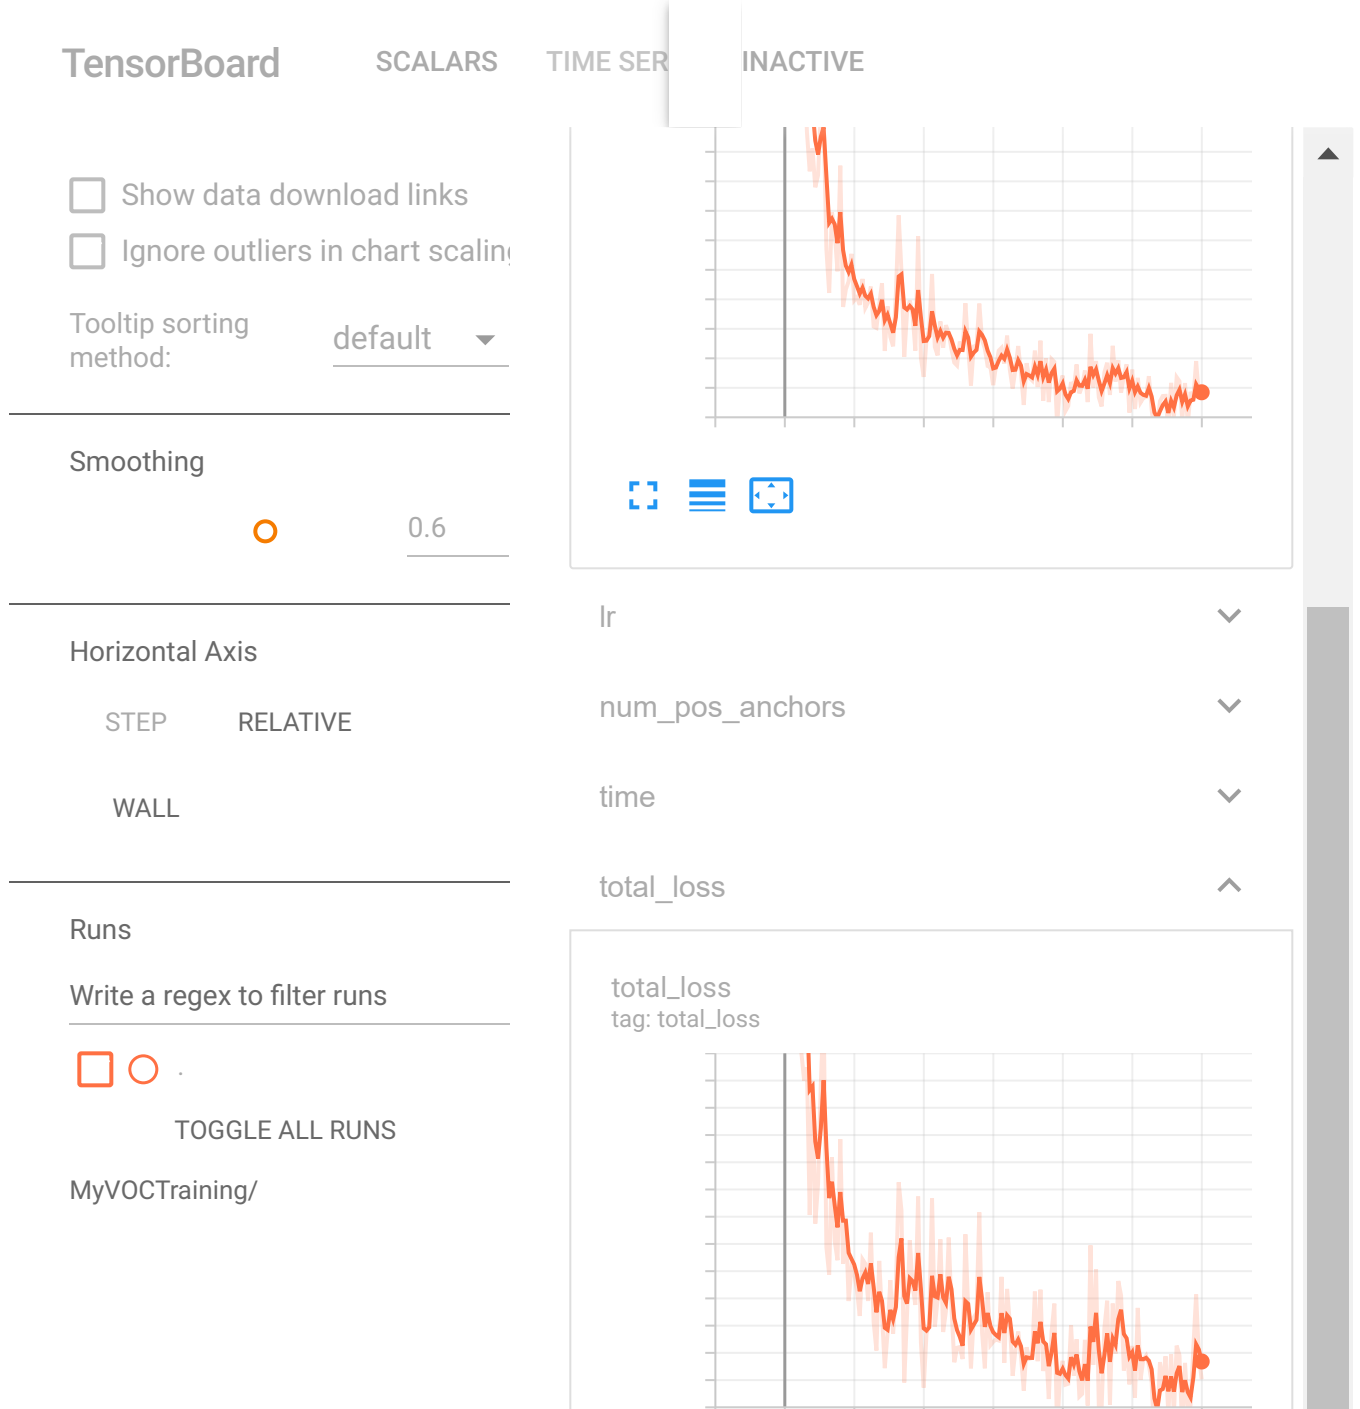 TensorBoard
SCALARS
TIME SER
INACTIVE
Show data download links
Ignore outliers in chart scaling
Tooltip sorting
method:
default
Smoothing
0.6
Horizontal Axis
STEP
RELATIVE
WALL
Runs
Write a regex to filter runs
.
TOGGLE ALL RUNS
MyVOCTraining/
lr
num_pos_anchors
time
total_loss
total_loss
tag: total_loss